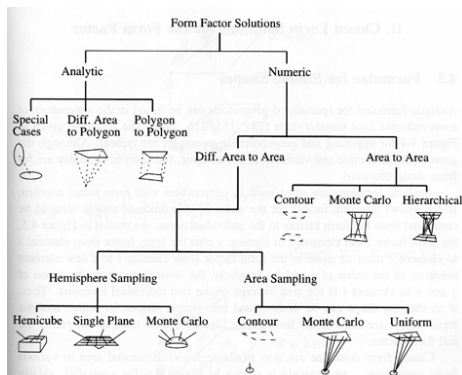 Form Factor Solutions
Analytic
Numeric
Special
Cases
Diff. Area
to Polygon
Polygon
to Polygon
Diff. Area to Area
Area to Area
Contour
Monte Carlo
Hierarchical
Hemisphere Sampling
Area Sampling
Hemicube
Single Plane
Monte Carlo
Contour
Monte Carlo
Uniform